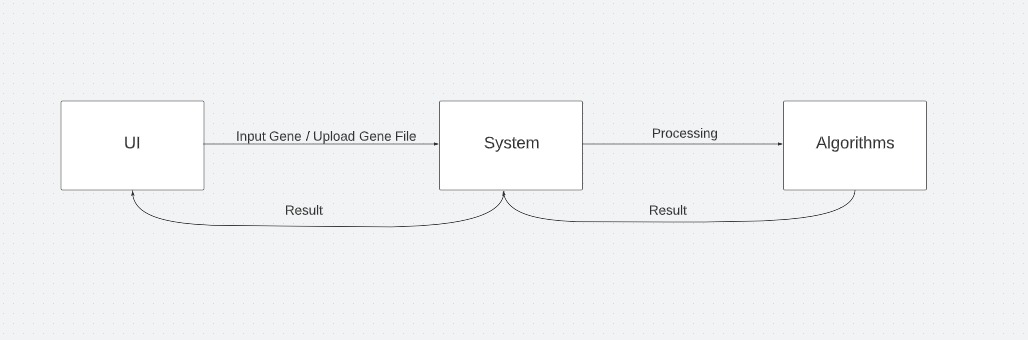 UI
Input Gene / Upload Gene File
System
Processing
Algorithms
Result
Result